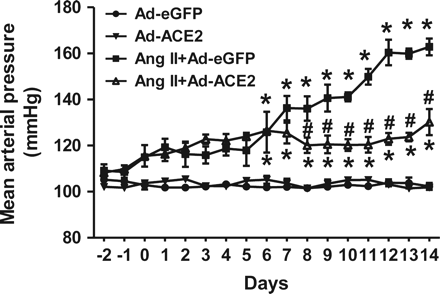 Ad-eGFP
Ad-ACE2
Ang II+Ad-eGFP
Ang II+Ad-ACE2
Mean arterial pressure
(mmHg)
180
160
140
120
100
80
* * * * * * * * *
# # # # # # #
* * * * * * * * *
-2 -1 0 1 2 3 4 5 6 7 8 9 10 11 12 13 14
Days